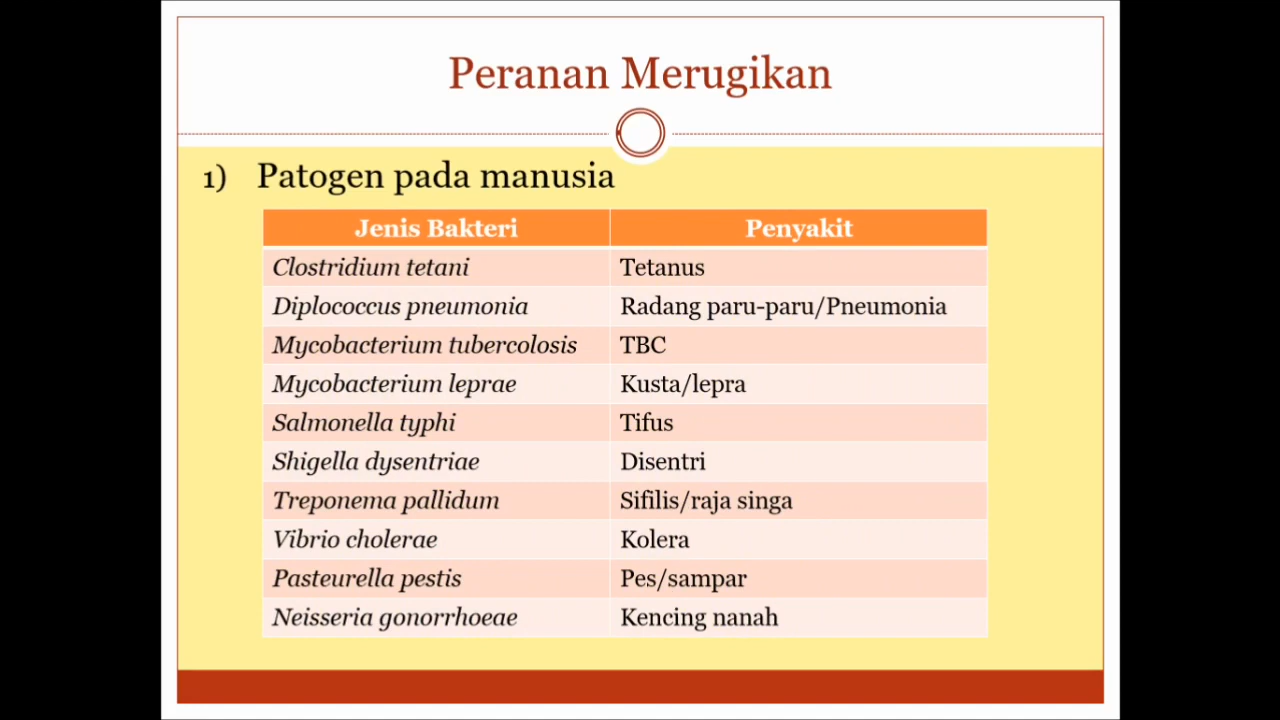 Peranan Merugikan
1) Patogen pada manusia
Jenis Bakteri Penyakit
Clostridium tetani Tetanus
Diplococcus pneumonia Radang paru-paru/Pneumonia
Mycobacterium tubercolosis TBC
Mycobacterium leprae Kusta/lepra
Salmonella typhi Tifus
Shigella dysentriae Disentri
Treponema pallidum Sifilis/raja singa
Vibrio cholerae Kolera
Pasteurella pestis Pes/sampar
Neisseria gonorrhoeae Kencing nanah